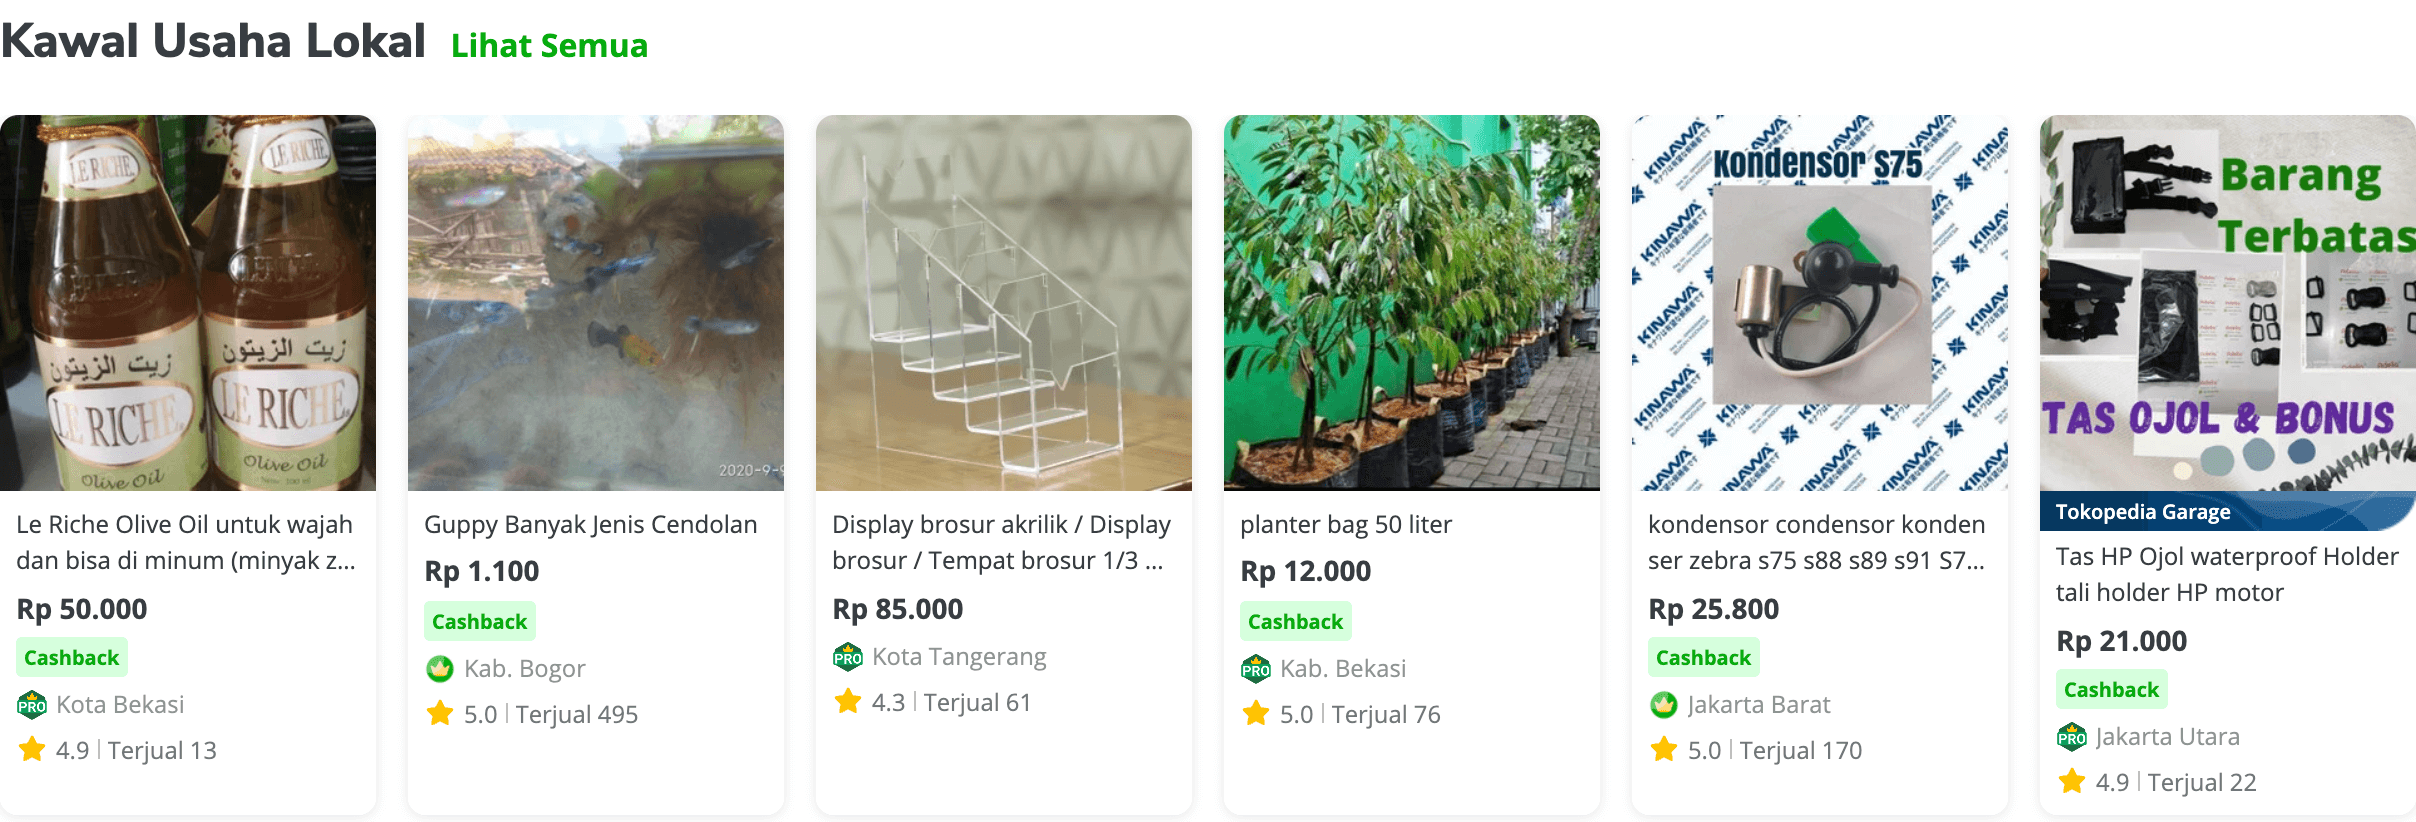 Kawal Usaha Lokal Lihat Semua
LE RICHE
LE RICHE
LE RICHE
زيت الزيتون
زيت الزيتون
LE RICHE
LE RICHE
Olive Oil
Olive Oil
Le Riche Olive Oil untuk wajah
dan bisa di minum (minyak z...
Rp 50.000
Cashback
PRO Kota Bekasi
4.9 | Terjual 13
2020-9-9
Guppy Banyak Jenis Cendolan
Rp 1.100
Cashback
Kab. Bogor
5.0 | Terjual 495
Display brosur akrilik / Display
brosur / Tempat brosur 1/3 ...
Rp 85.000
PRO Kota Tangerang
4.3 | Terjual 61
planter bag 50 liter
Rp 12.000
Cashback
PRO Kab. Bekasi
5.0 | Terjual 76
Kondensor S75
KINAWA
kondensor condensor konden
ser zebra s75 s88 s89 s91 S7...
Rp 25.800
Cashback
Jakarta Barat
5.0 | Terjual 170
Barang
Terbatas
TAS OJOL & BONUS
Tokopedia Garage
Tas HP Ojol waterproof Holder
tali holder HP motor
Rp 21.000
Cashback
PRO Jakarta Utara
4.9 | Terjual 22